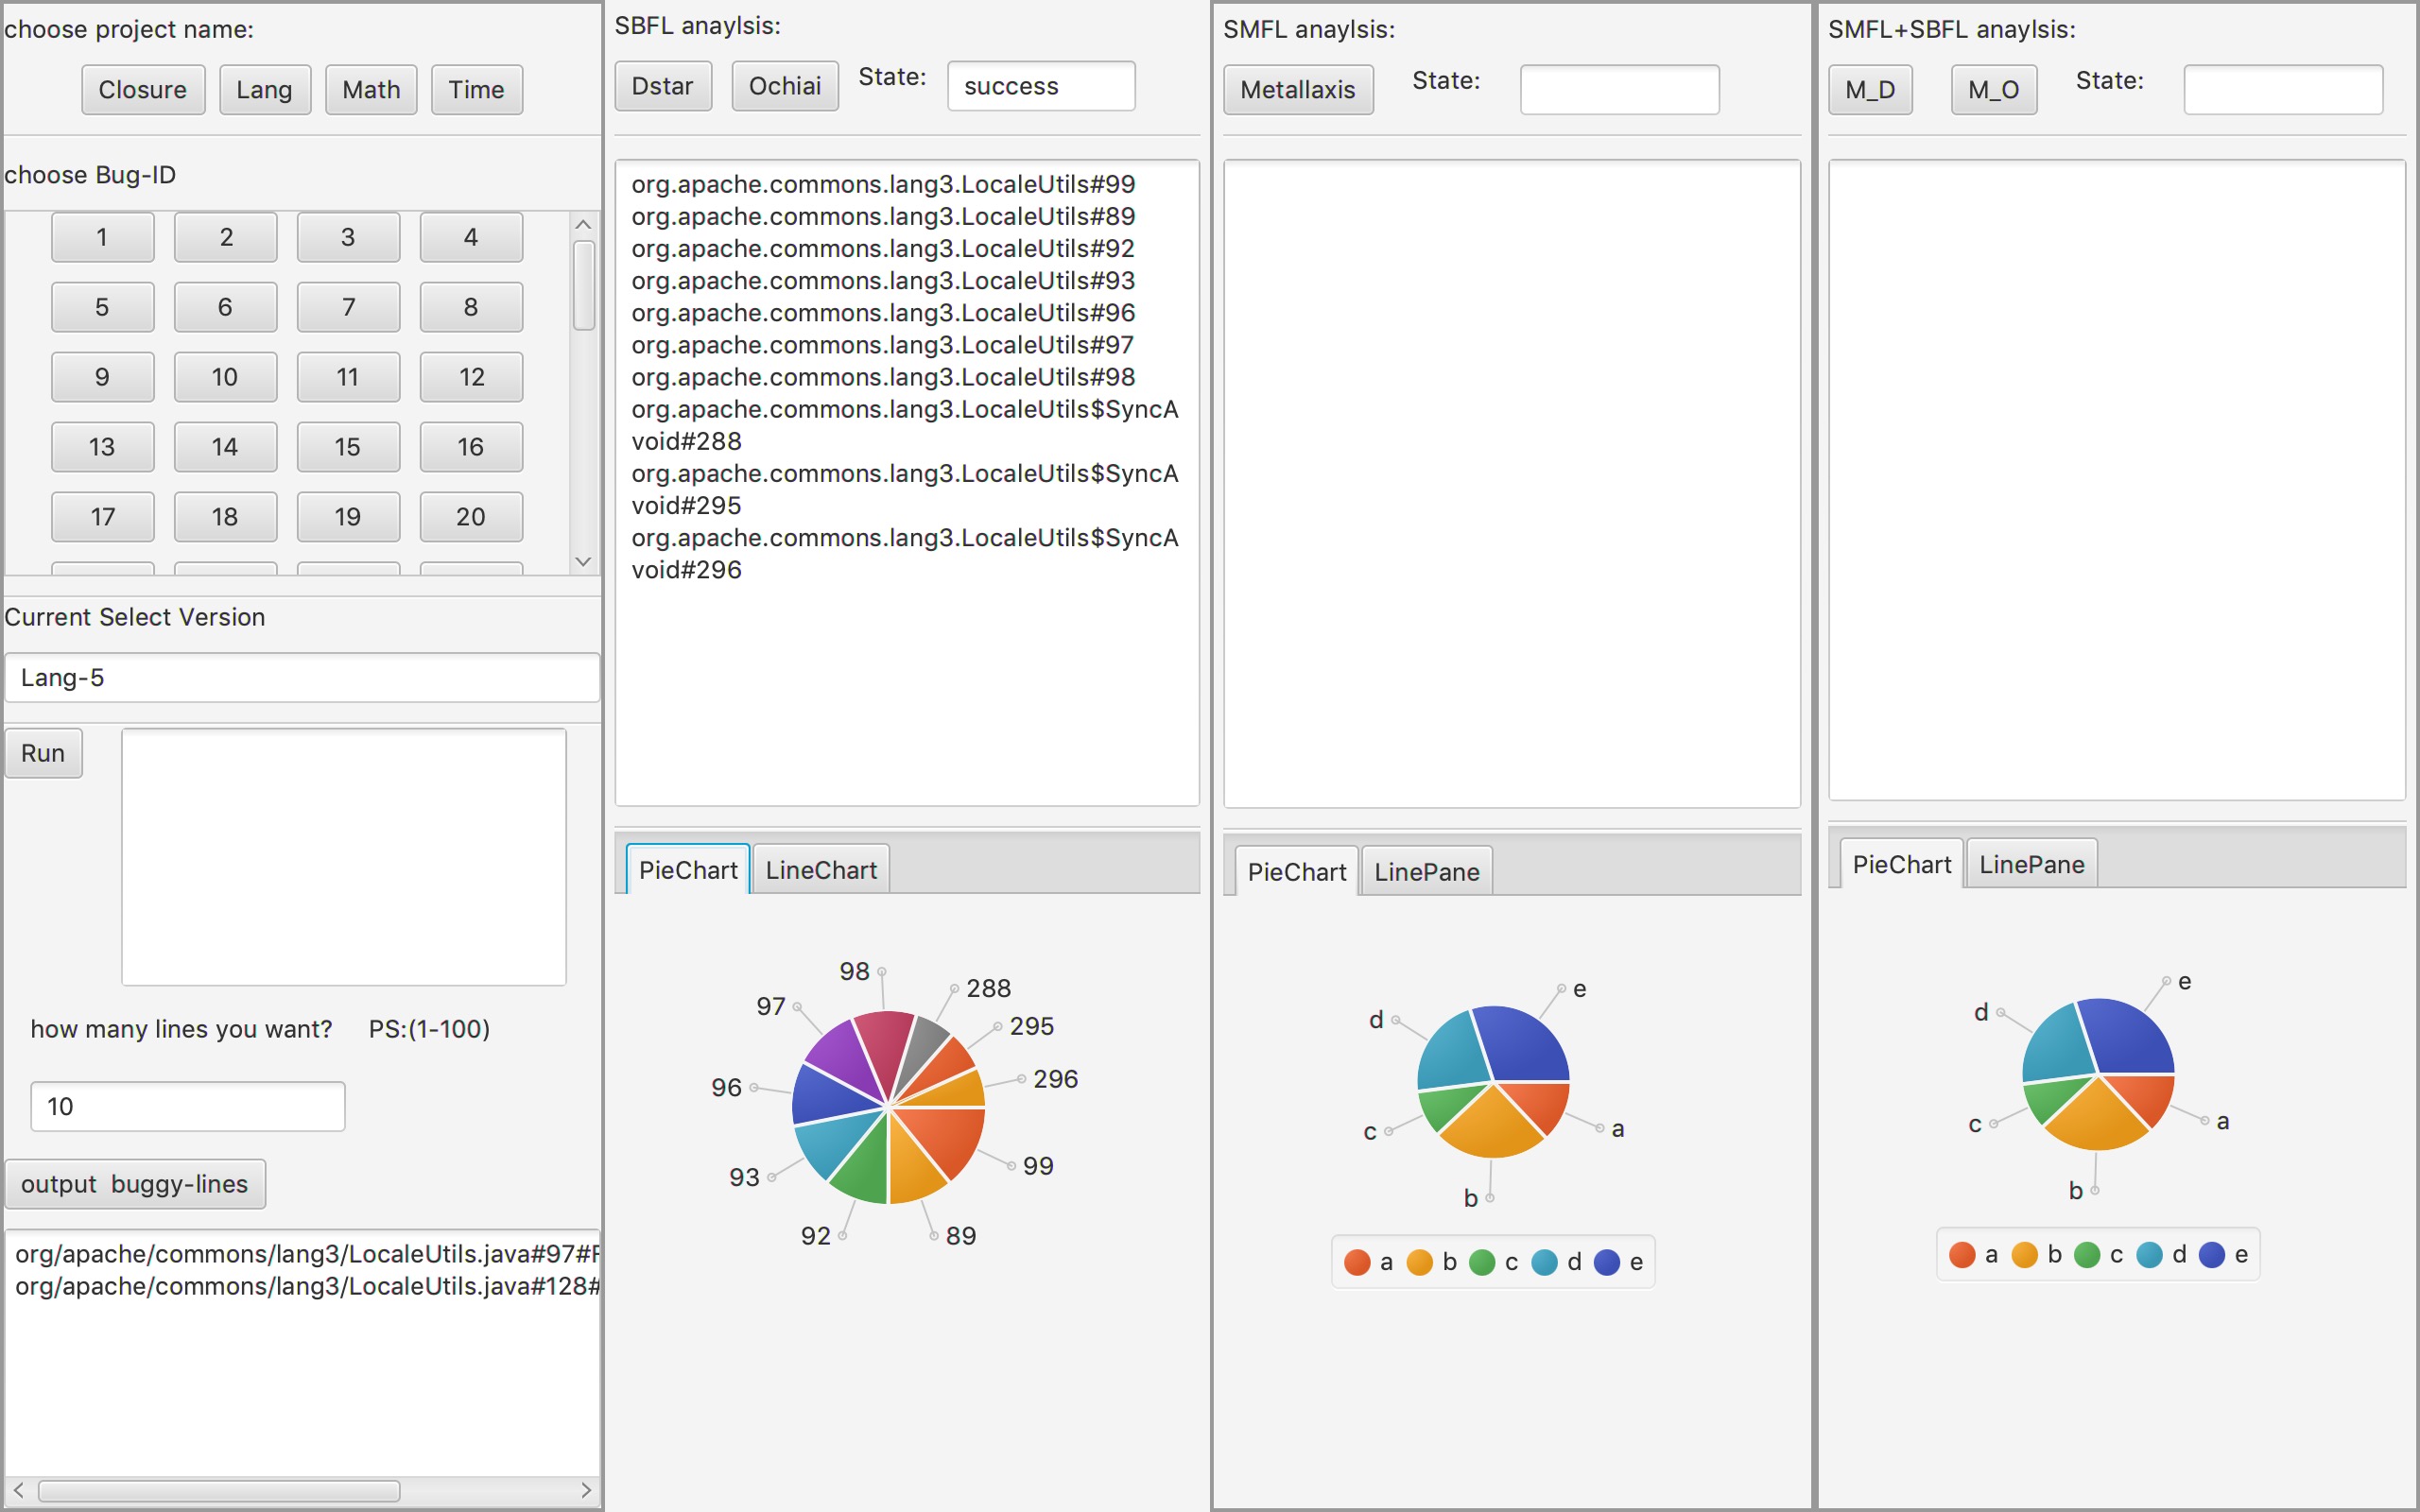 choose project name:
Closure Lang Math Time
choose Bug-ID
1 2 3 4
5 6 7 8
9 10 11 12
13 14 15 16
17 18 19 20
Current Select Version
Lang-5
Run
how many lines you want? PS:(1-100)
10
output buggy-lines
org/apache/commons/lang3/LocaleUtils.java#97#
org/apache/commons/lang3/LocaleUtils.java#128#
SBFL anaylsis:
Dstar Ochiai State: success
org.apache.commons.lang3.LocaleUtils#99
org.apache.commons.lang3.LocaleUtils#89
org.apache.commons.lang3.LocaleUtils#92
org.apache.commons.lang3.LocaleUtils#93
org.apache.commons.lang3.LocaleUtils#96
org.apache.commons.lang3.LocaleUtils#97
org.apache.commons.lang3.LocaleUtils#98
org.apache.commons.lang3.LocaleUtils$SyncA
void#288
org.apache.commons.lang3.LocaleUtils$SyncA
void#295
org.apache.commons.lang3.LocaleUtils$SyncA
void#296
PieChart LineChart
98
288
97
295
296
96
99
93
92
89
SMFL anaylsis:
Metallaxis State:
PieChart LinePane
e
d
a
c
b
a b c d e
SMFL+SBFL anaylsis:
M_D M_O State:
PieChart LinePane
e
d
a
c
b
a b c d e